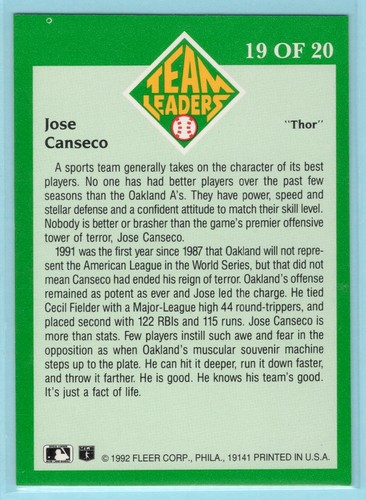 19 OF 20
TEAM
LEADERS
Jose
Canseco
"Thor"
A sports team generally takes on the character of its best
players. No one has had better players over the past few
seasons than the Oakland A's. They have power, speed and
stellar defense and a confident attitude to match their skill level.
Nobody is better or brasher than the game's premier offensive
tower of terror, Jose Canseco.
1991 was the first year since 1987 that Oakland will not repre-
sent the American League in the World Series, but that did not
mean Canseco had ended his reign of terror. Oakland's offense
remained as potent as ever and Jose led the charge. He tied
Cecil Fielder with a Major-League high 44 round-trippers, and
placed second with 122 RBIs and 115 runs. Jose Canseco is
more than stats. Few players instill such awe and fear in the
opposition as when Oakland's muscular souvenir machine
steps up to the plate. He can hit it deeper, run it down faster,
and throw it farther. He is good. He knows his team's good.
It's just a fact of life.
© 1992 FLEER CORP., PHILA., 19141 PRINTED IN U.S.A.